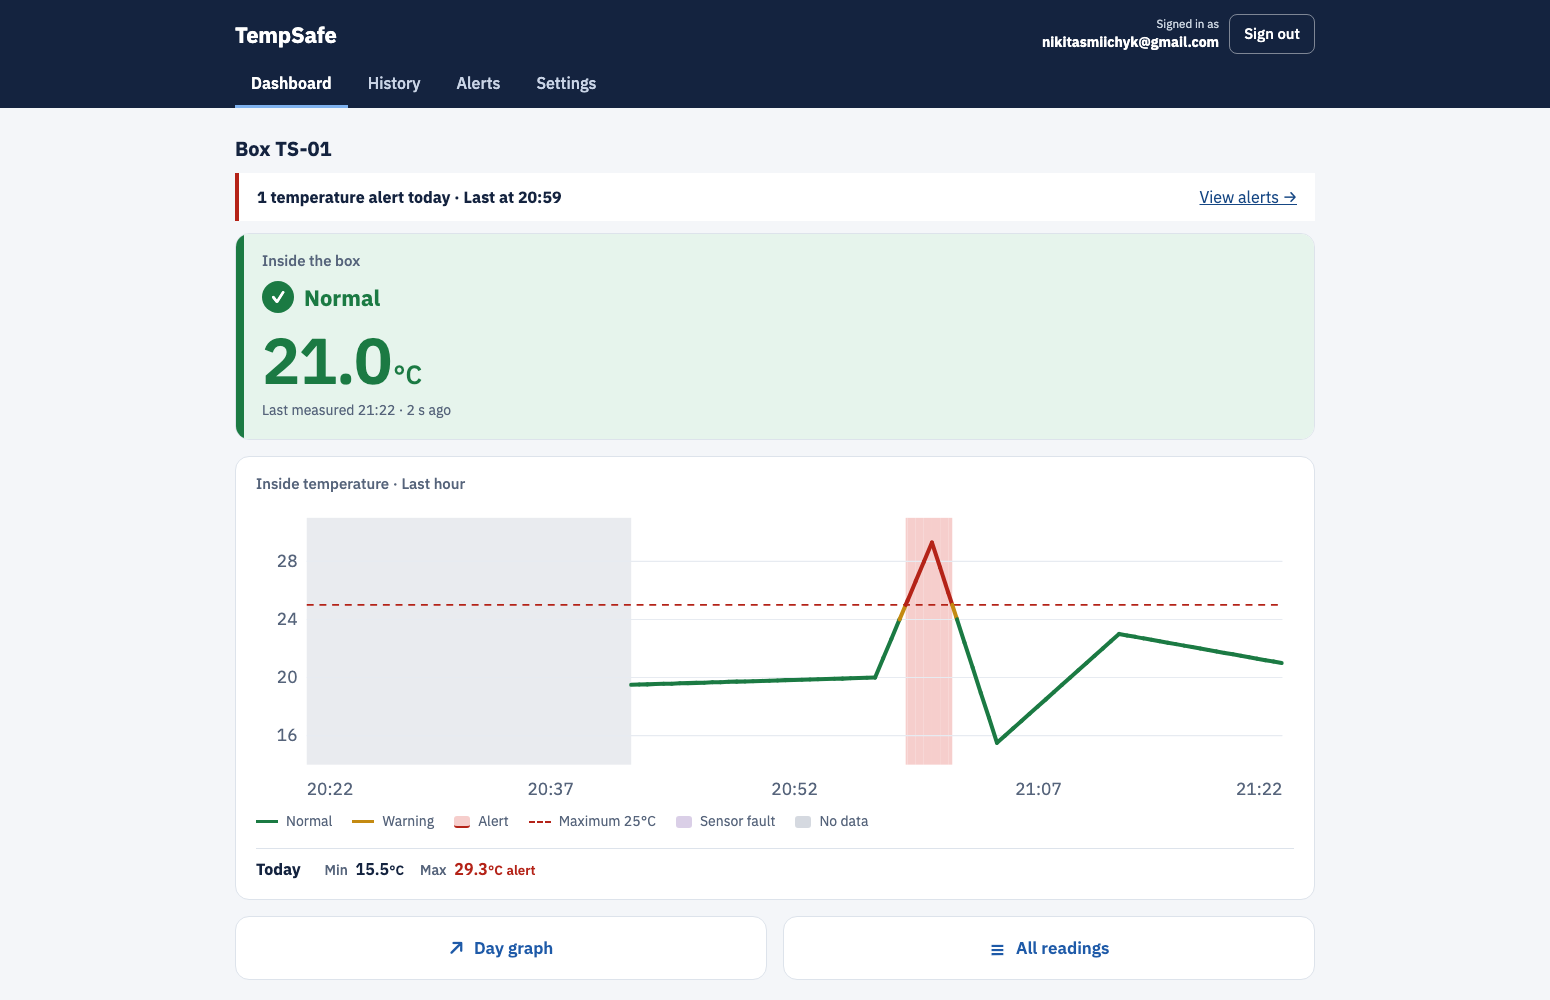 TempSafe
Signed in as
nikitasmiichyk@gmail.com
Sign out
Dashboard History Alerts Settings
Box TS-01
1 temperature alert today · Last at 20:59
View alerts →
Inside the box
Normal
21.0°C
Last measured 21:22 · 2 s ago
Inside temperature · Last hour
28
24
20
16
20:22 20:37 20:52 21:07 21:22
Normal Warning Alert Maximum 25°C Sensor fault No data
Today Min 15.5°C Max 29.3°C alert
Day graph
All readings